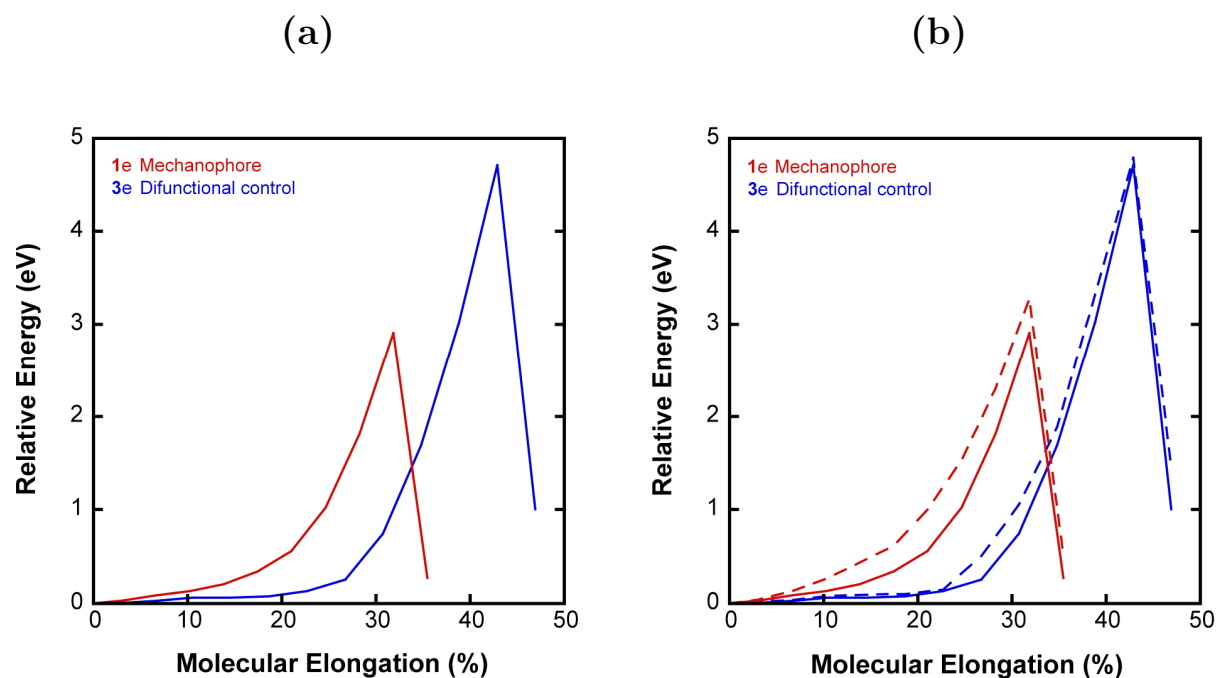 (a)
5
4
3
2
1
0
0 10 20 30 40 50
Relative Energy (eV)
Molecular Elongation (%)
1e Mechanophore
3e Difunctional control
(b)
5
4
3
2
1
0
0 10 20 30 40 50
Relative Energy (eV)
Molecular Elongation (%)
1e Mechanophore
3e Difunctional control